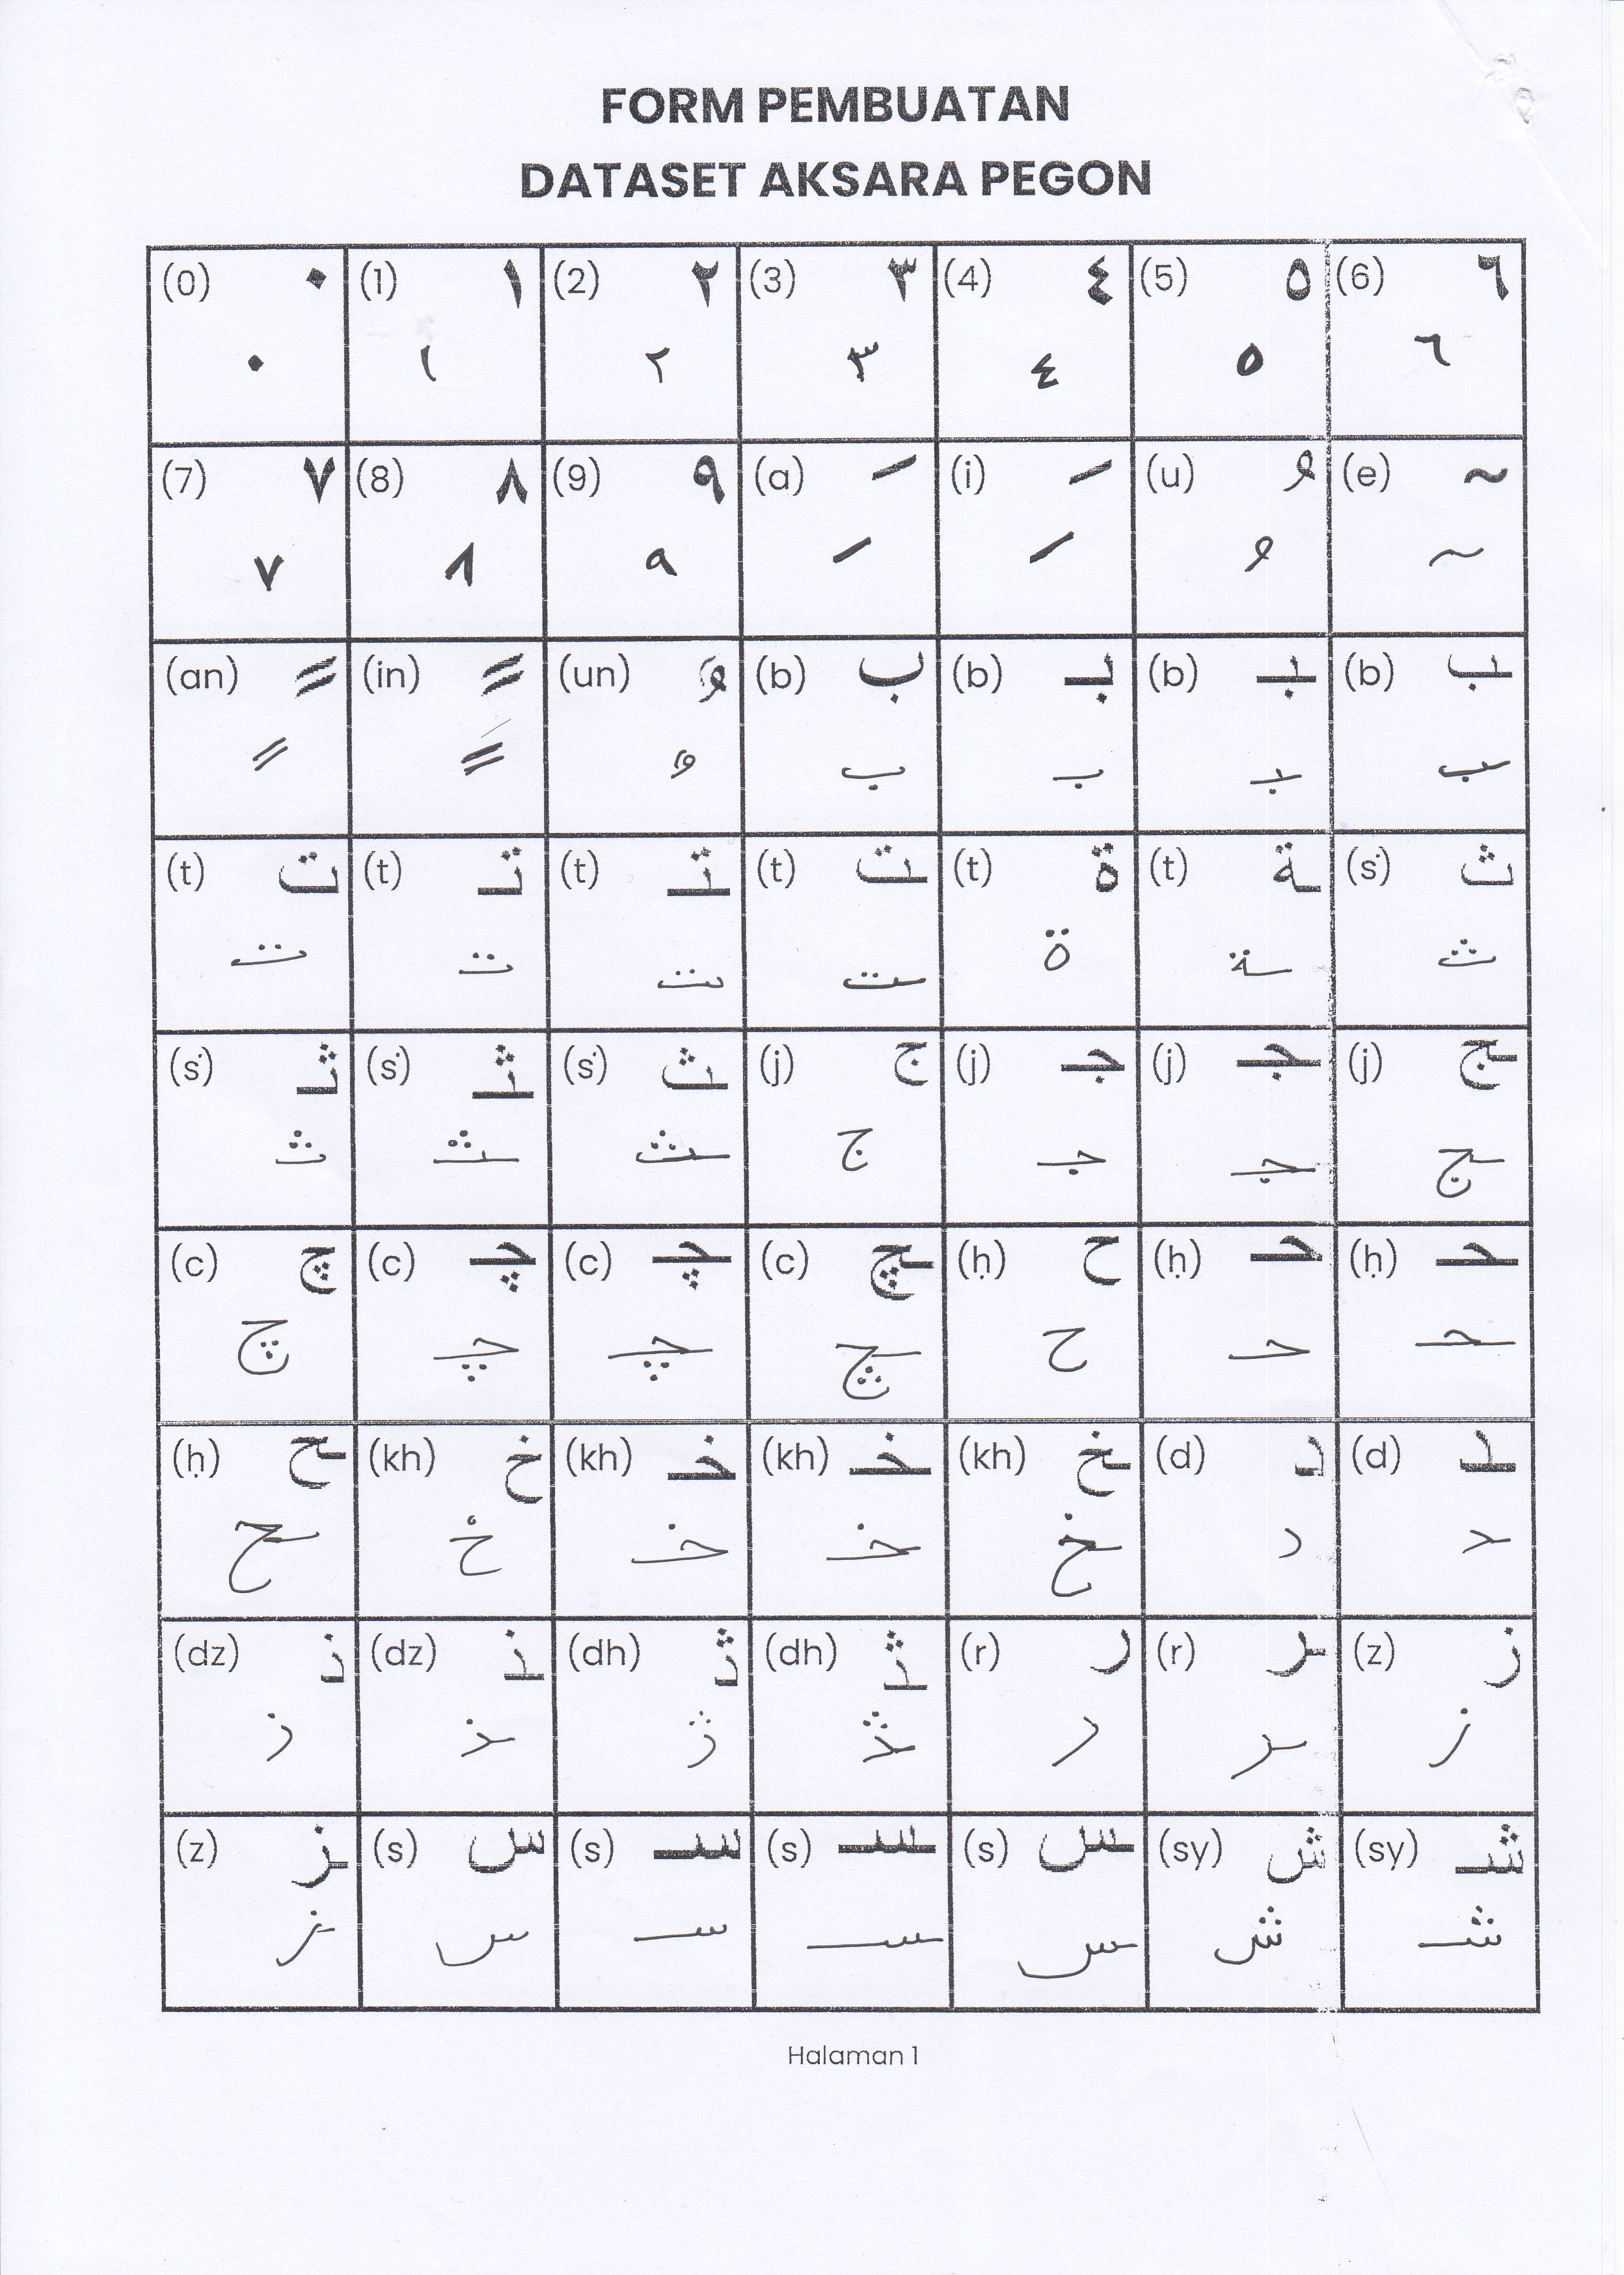 FORM PEMBUATAN
DATASET AKSARA PEGON
(0) ٠ (1) ١ (2) ٢ (3) ٣ (4) ٤ (5) ٥ (6) ٦
٠ ١ ٢ ٣ ٤ ٥ ٦
(7) ٧ (8) ٨ (9) ٩ (a) َ (i) ِ (u) ُ (e) ~
٧ ٨ ٩ َ ِ ُ ~
(an) ً (in) ٍ (un) ٌ (b) ب (b) بـ (b) ـبـ (b) ـب
ً ٍ ٌ ب بـ ـبـ ـب
(t) ت (t) تـ (t) ـتـ (t) ـت (t) ة (t) ـة (ṡ) ث
ت تـ ـتـ ـت ة ـة ث
(ṡ) ثـ (ṡ) ـثـ (ṡ) ـث (j) ج (j) جـ (j) ـجـ (j) ـج
ثـ ـثـ ـث ج جـ ـجـ ـج
(c) چ (c) چـ (c) ـچـ (c) ـچ (ḥ) ح (ḥ) حـ (ḥ) ـحـ
چ چـ ـچـ ـچ ح حـ ـحـ
(ḥ) ـح (kh) خ (kh) خـ (kh) ـخـ (kh) ـخ (d) د (d) ـد
ـح خ خـ ـخـ ـخ د ـد
(dz) ذ (dz) ـذ (dh) ڎ (dh) ـڎ (r) ر (r) ـر (z) ز
ذ ـذ ڎ ـڎ ر ـر ز
(z) ـز (s) س (s) سـ (s) ـسـ (s) ـس (sy) ش (sy) شـ
ـز س سـ ـسـ ـس ش شـ
Halaman 1